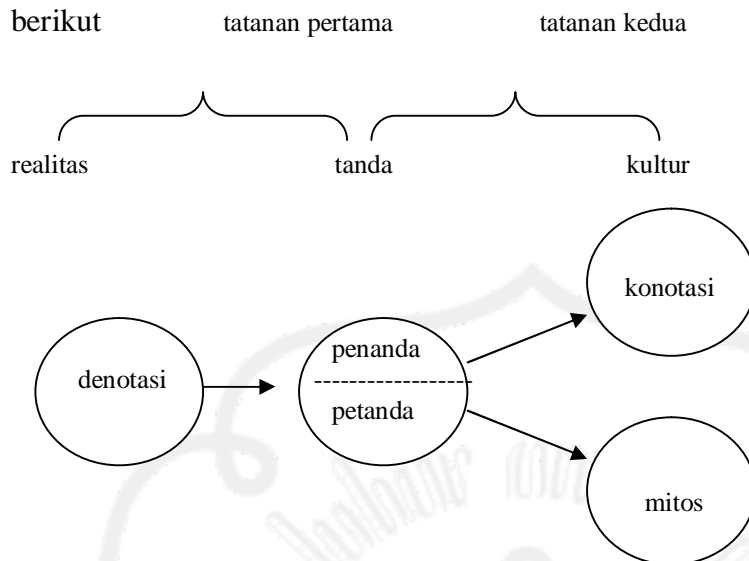 berikut tatanan pertama tatanan kedua
realitas tanda kultur
konotasi
penanda
denotasi
petanda
mitos